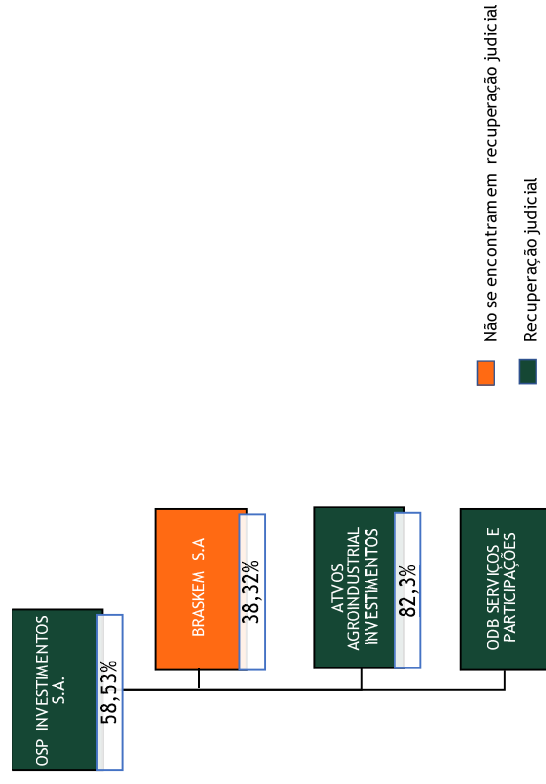 OSP INVESTIMENTOS
S.A.
58,53%
BRASKEM S.A
38,32%
ATVOS
AGROINDUSTRIAL
INVESTIMENTOS
82,3%
ODB SERVIÇOS E
PARTICIPAÇÕES
Não se encontram em recuperação judicial
Recuperação judicial